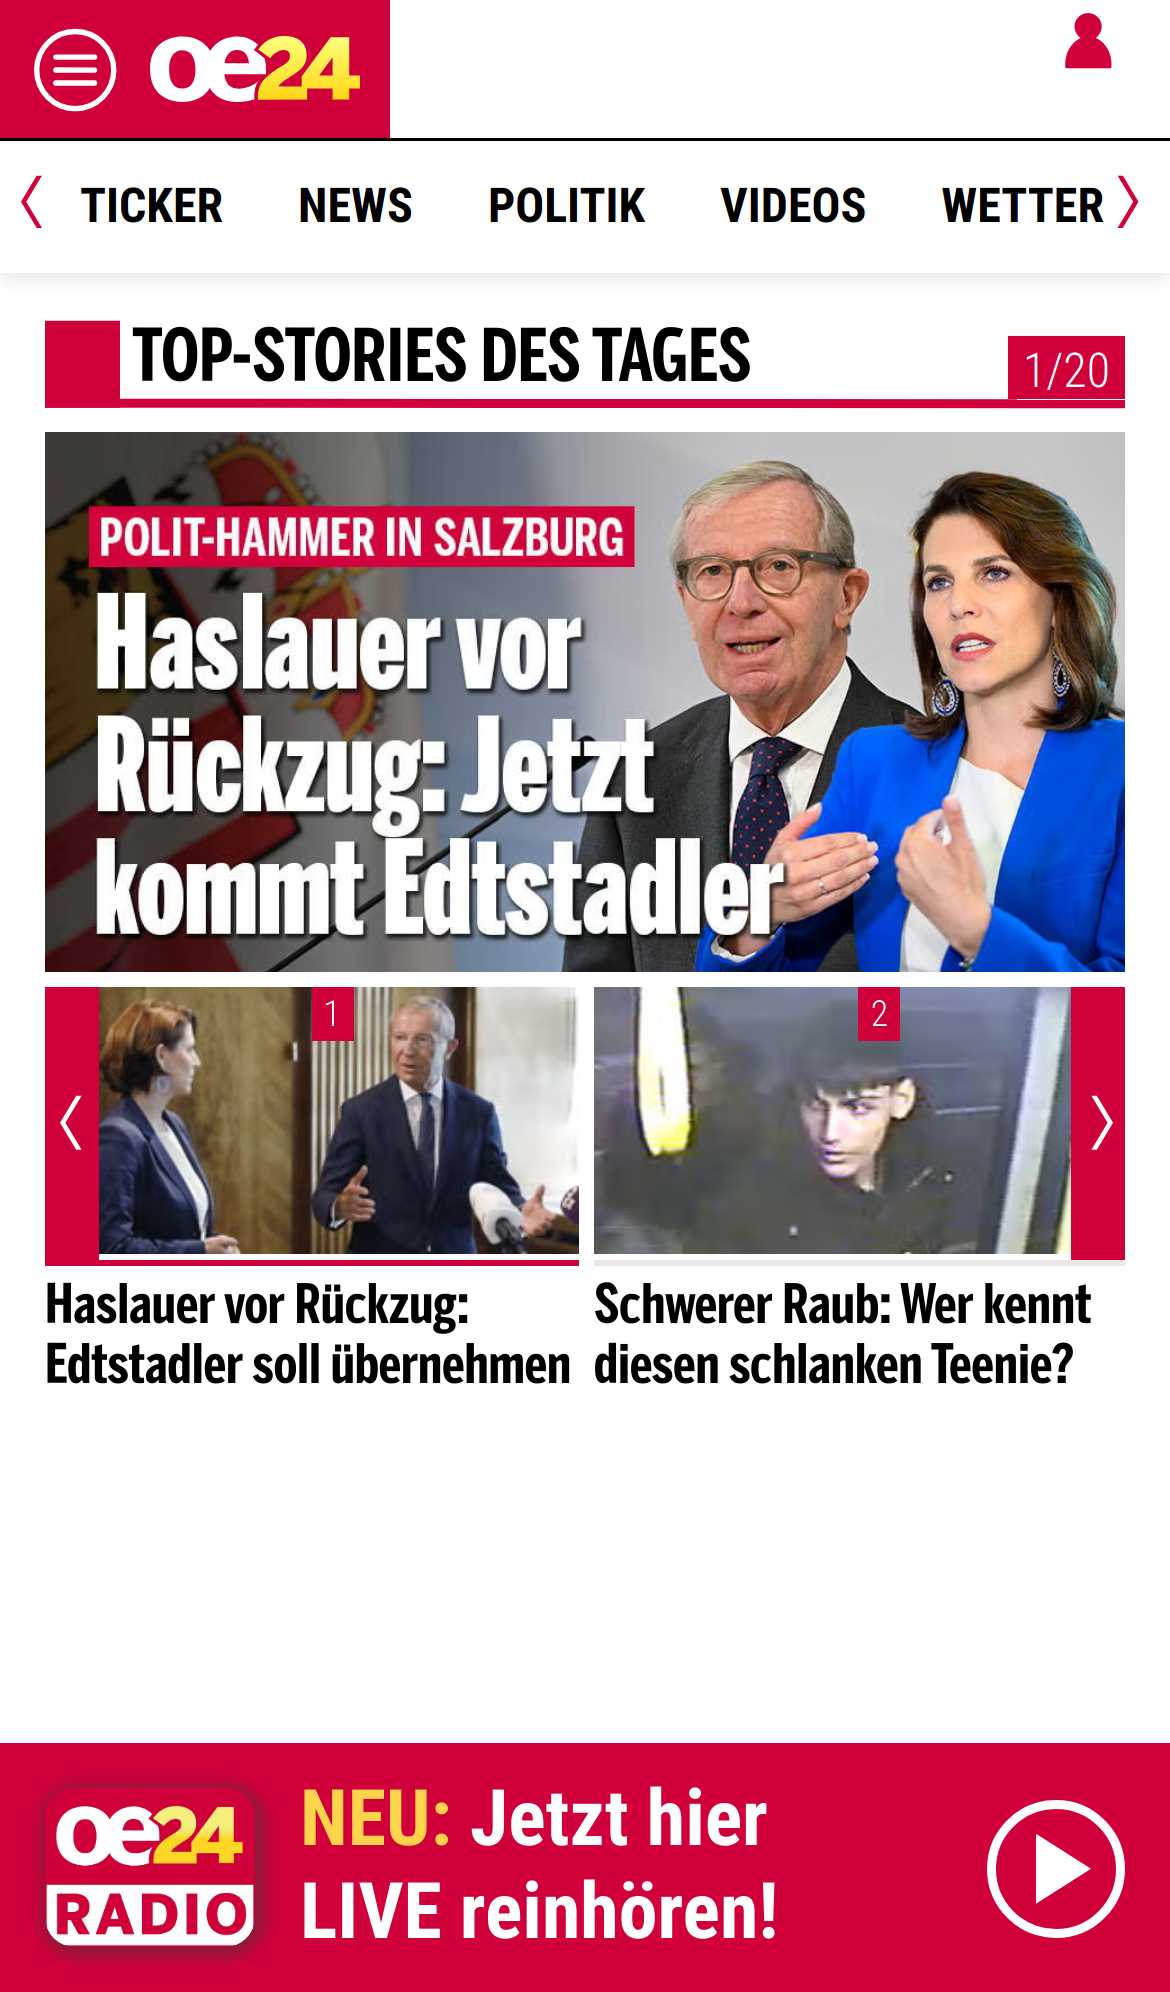 oe24
TICKER NEWS POLITIK VIDEOS WETTER
TOP-STORIES DES TAGES
1/20
POLIT-HAMMER IN SALZBURG
Haslauer vor
Rückzug: Jetzt
kommt Edtstadler
1
2
Haslauer vor Rückzug:
Edtstadler soll übernehmen
Schwerer Raub: Wer kennt
diesen schlanken Teenie?
oe24
RADIO
NEU: Jetzt hier
LIVE reinhören!